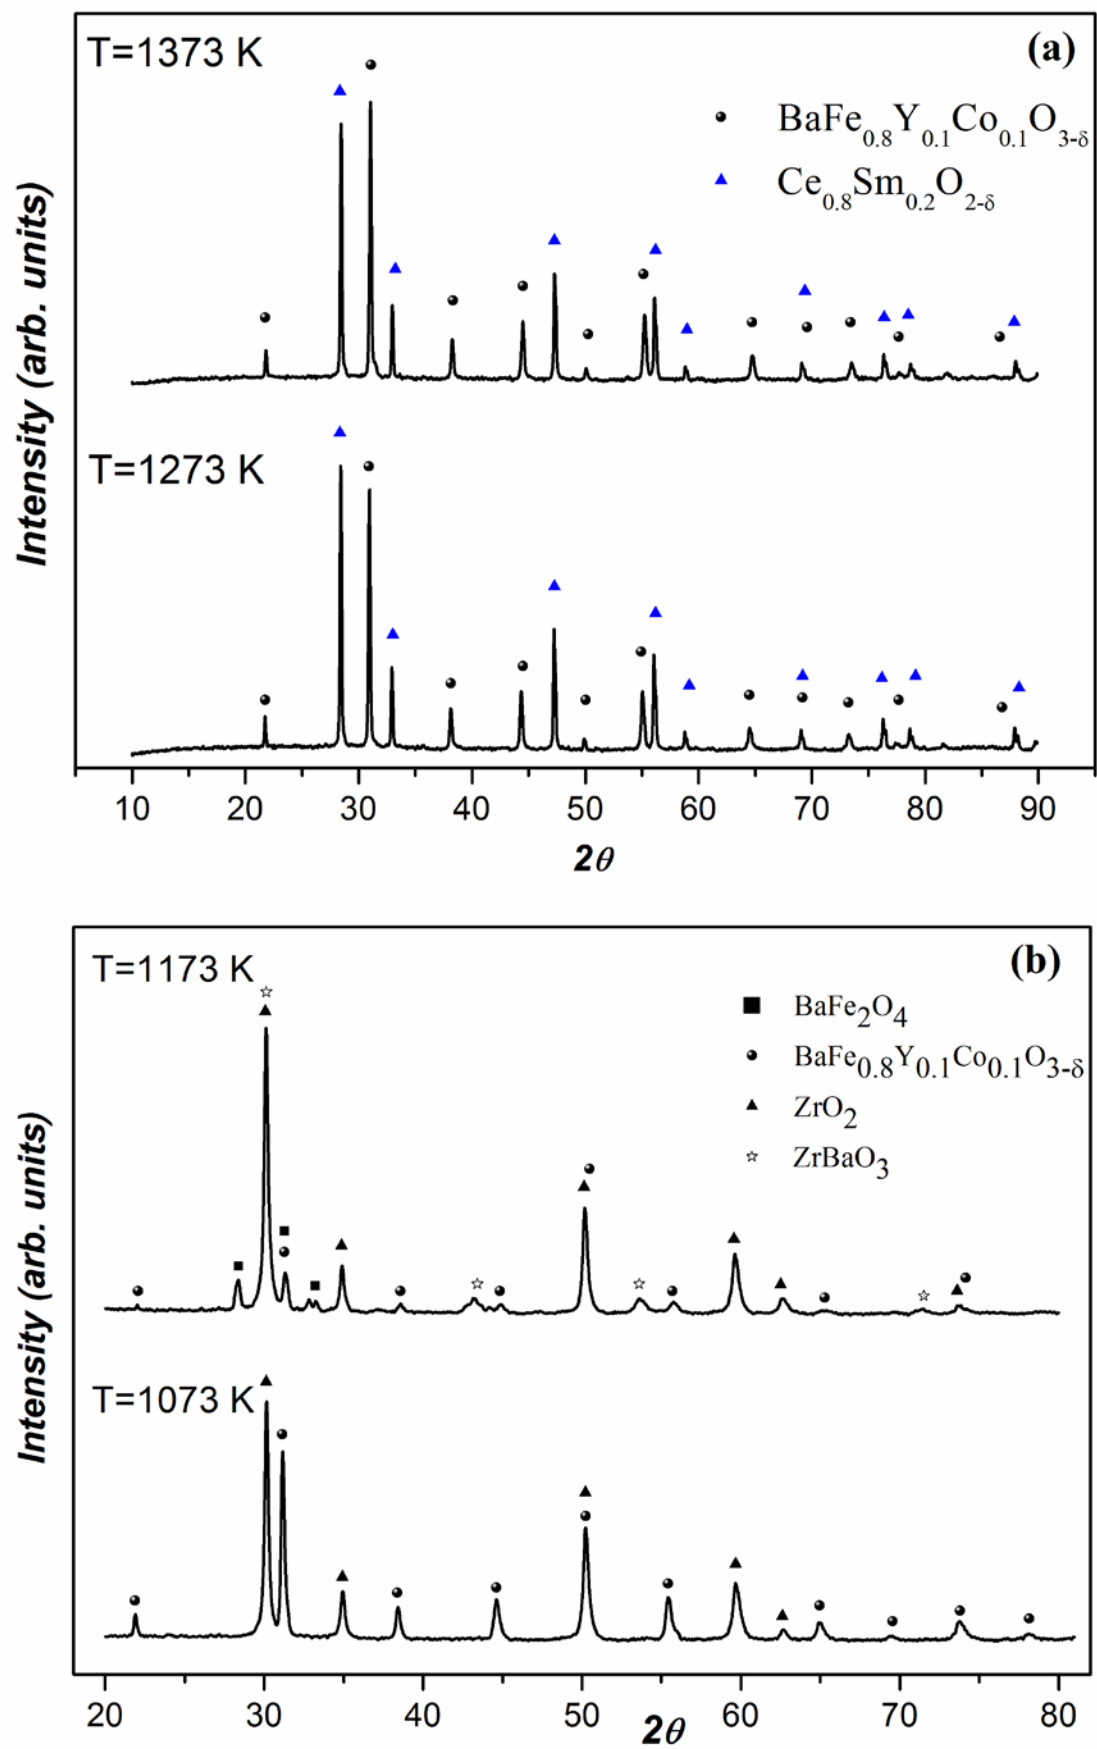 T=1373 K
(a)
BaFe0.8Y0.1Co0.1O3-δ
Ce0.8Sm0.2O2-δ
T=1273 K
Intensity (arb. units)
10 20 30 40 50 60 70 80 90
2θ
T=1173 K
(b)
BaFe2O4
BaFe0.8Y0.1Co0.1O3-δ
ZrO2
ZrBaO3
T=1073 K
Intensity (arb. units)
20 30 40 50 60 70 80
2θ